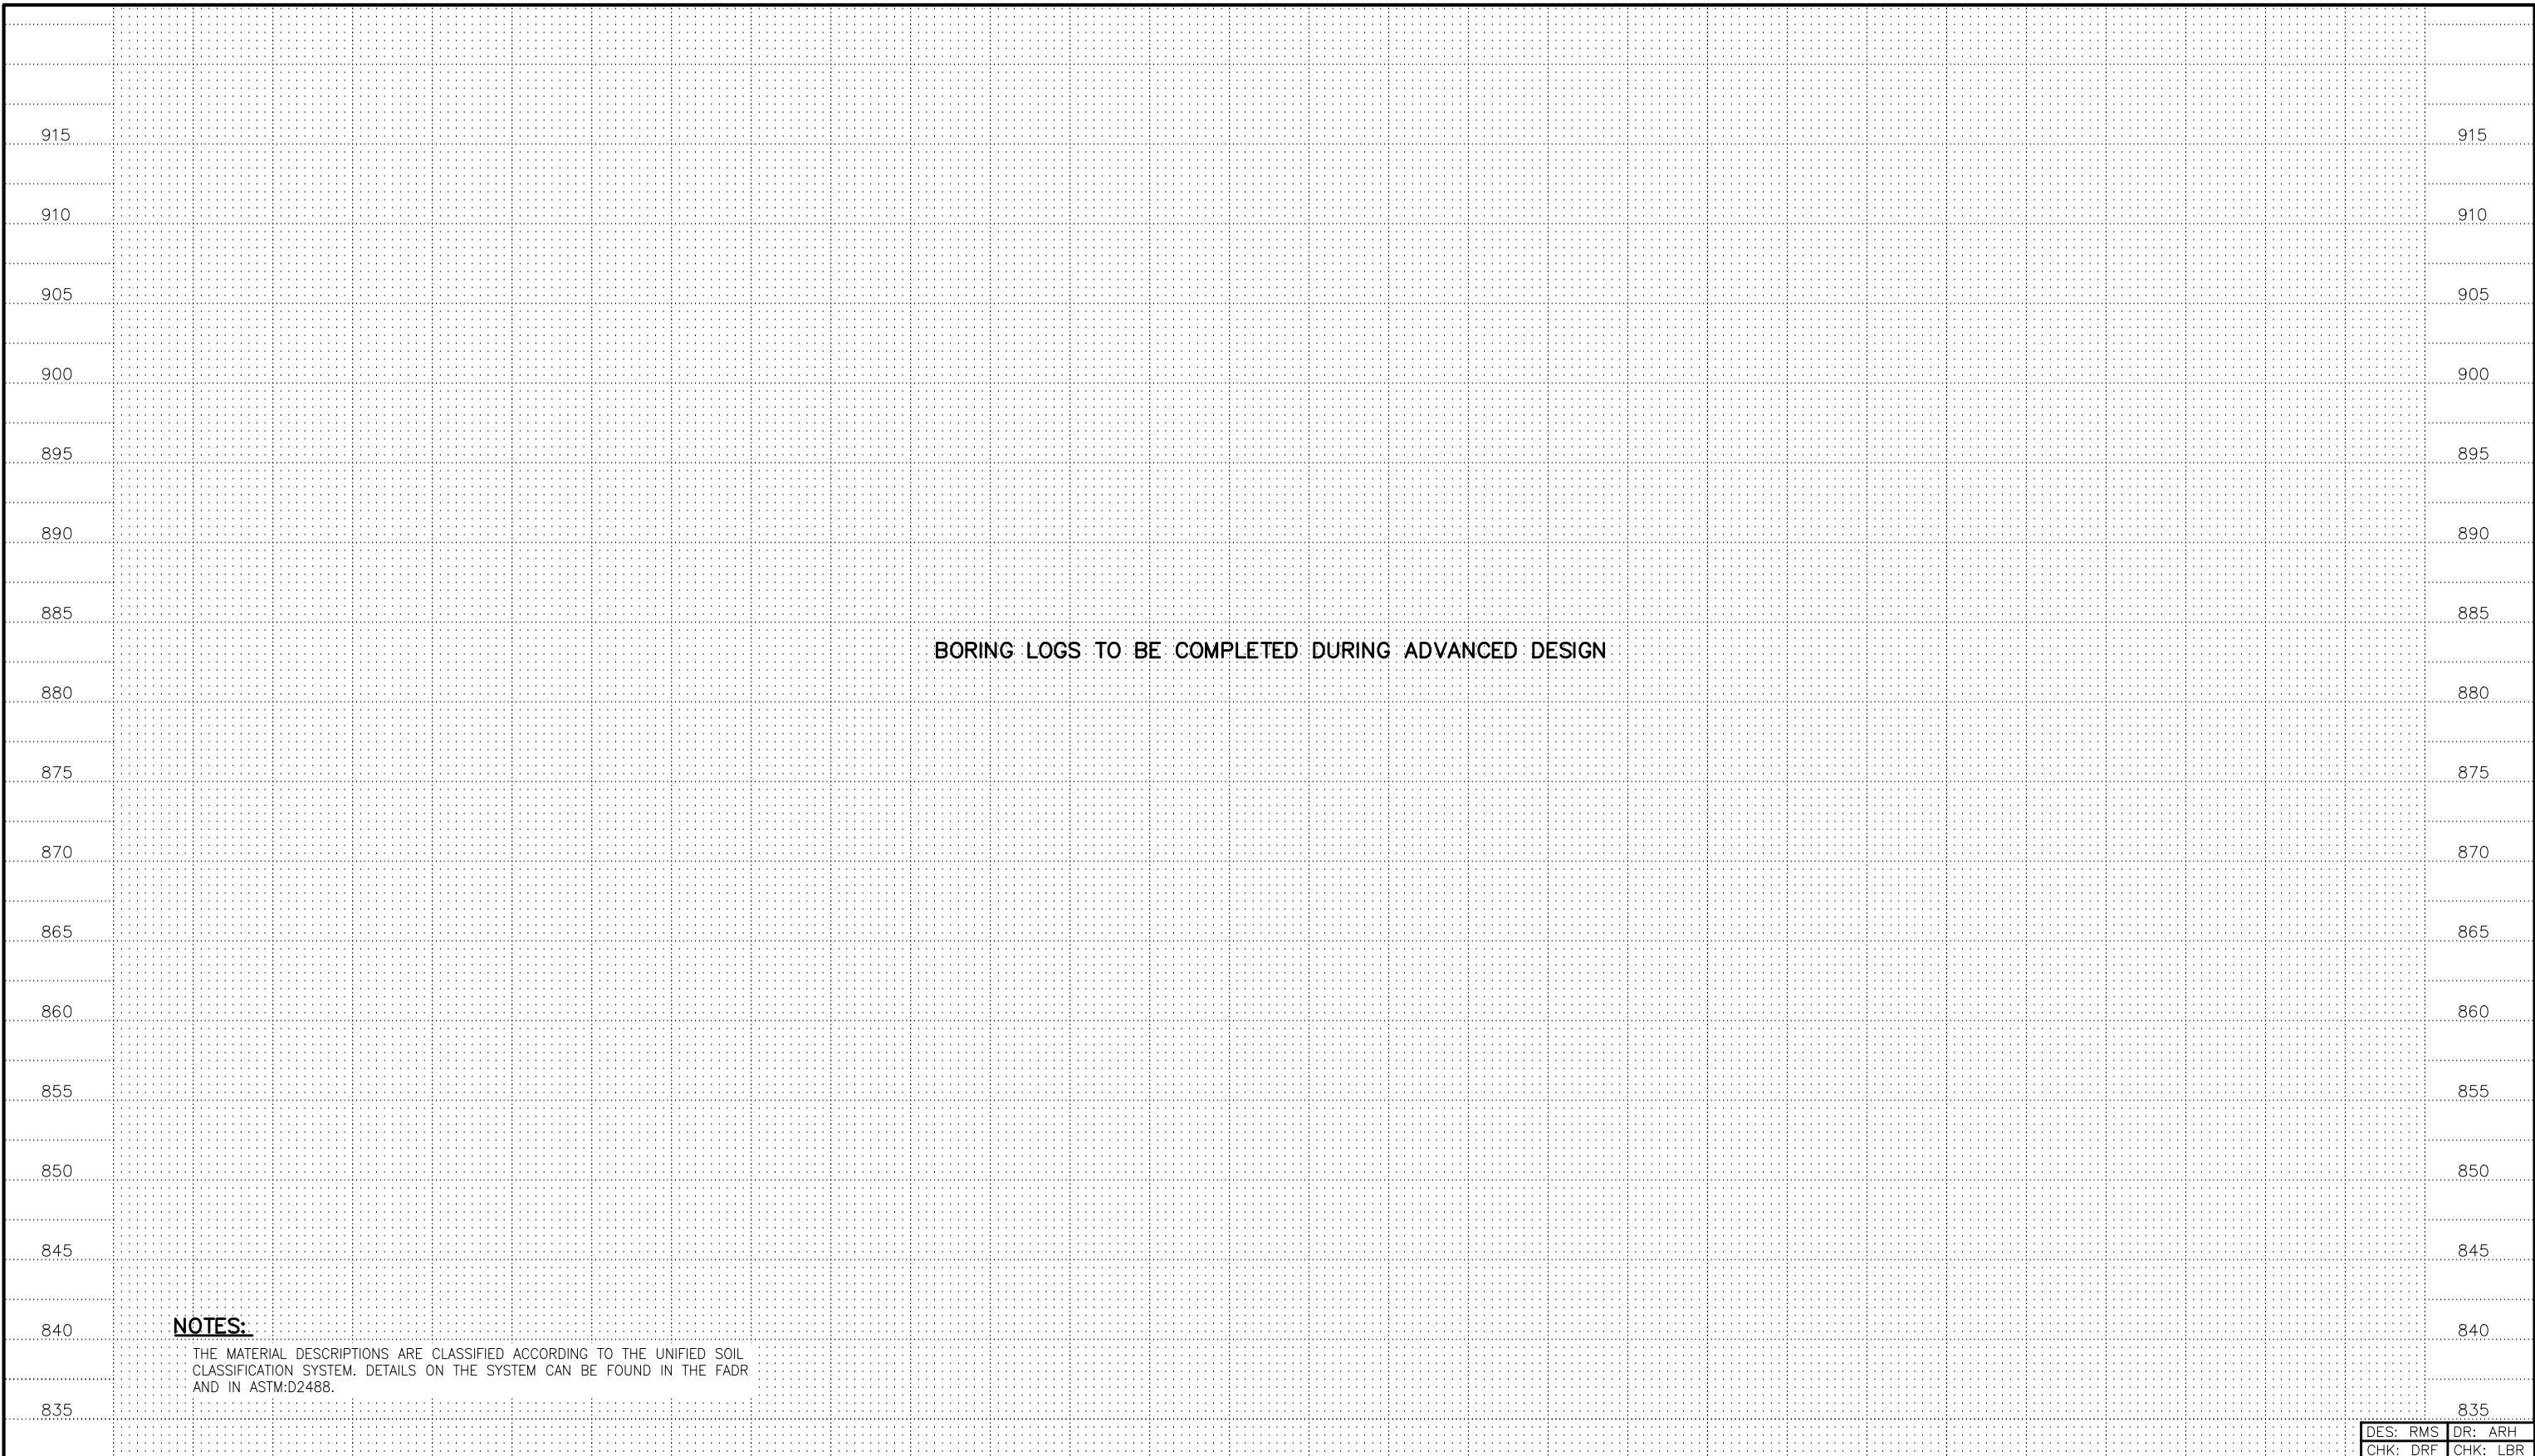 915 915
910 910
905 905
900 900
895 895
890 890
885 885
BORING LOGS TO BE COMPLETED DURING ADVANCED DESIGN
880 880
875 875
870 870
865 865
860 860
855 855
850 850
845 845
840 840
NOTES:
THE MATERIAL DESCRIPTIONS ARE CLASSIFIED ACCORDING TO THE UNIFIED SOIL
CLASSIFICATION SYSTEM. DETAILS ON THE SYSTEM CAN BE FOUND IN THE FADR
AND IN ASTM:D2488.
835 835
DES: RMS DR: ARH
CHK: DRF CHK: LBR